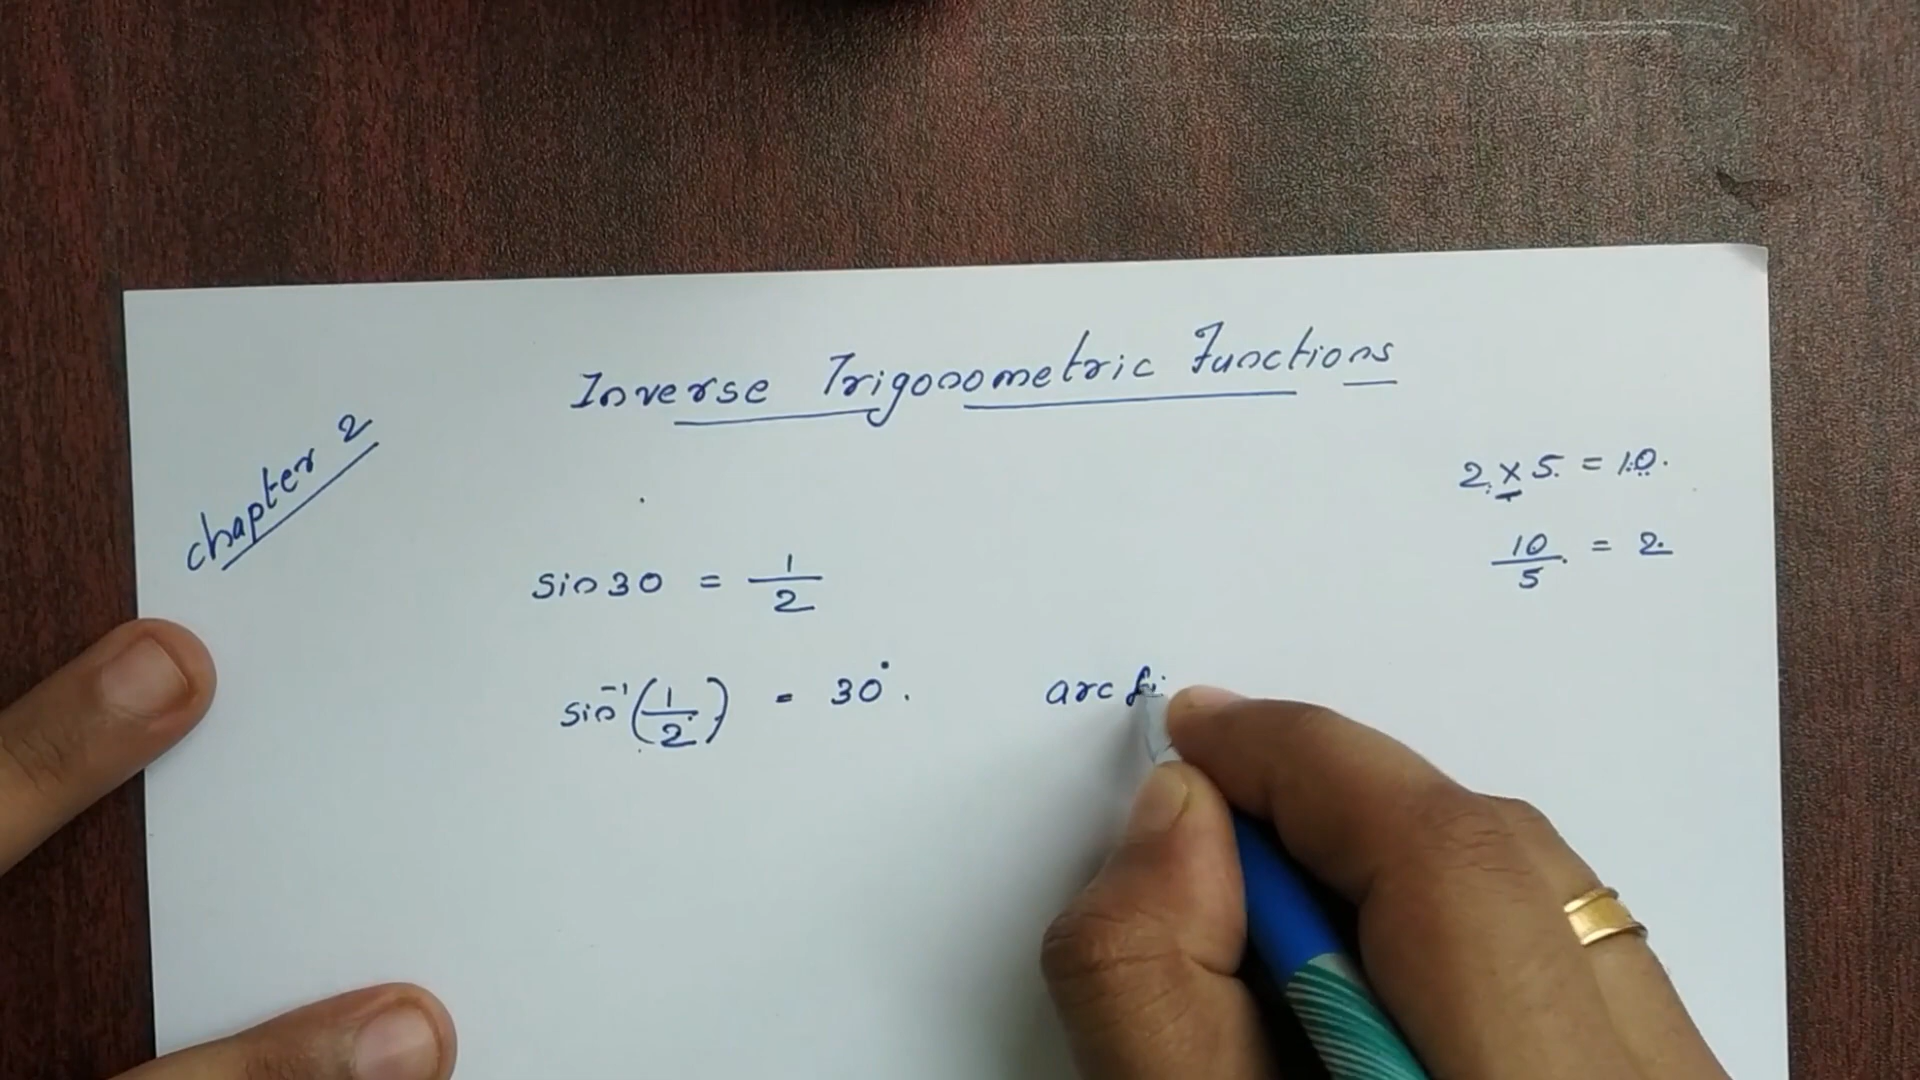 Inverse Trigonometric Functions
chapter 2
2 x 5 = 10.
10/5 = 2
sin 30 = 1/2
sin⁻¹(1/2) = 30°.
arc